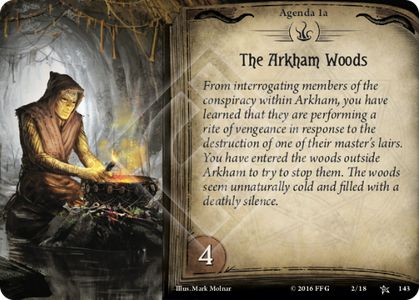 Agenda 1a
The Arkham Woods
From interrogating members of the
conspiracy within Arkham, you have
learned that they are performing a
rite of vengeance in response to the
destruction of one of their master's lairs.
You have entered the woods outside
Arkham to try to stop them. The woods
seem unnaturally cold and filled with a
deathly silence.
4
Illus. Mark Molnar © 2016 FFG 2/18 143